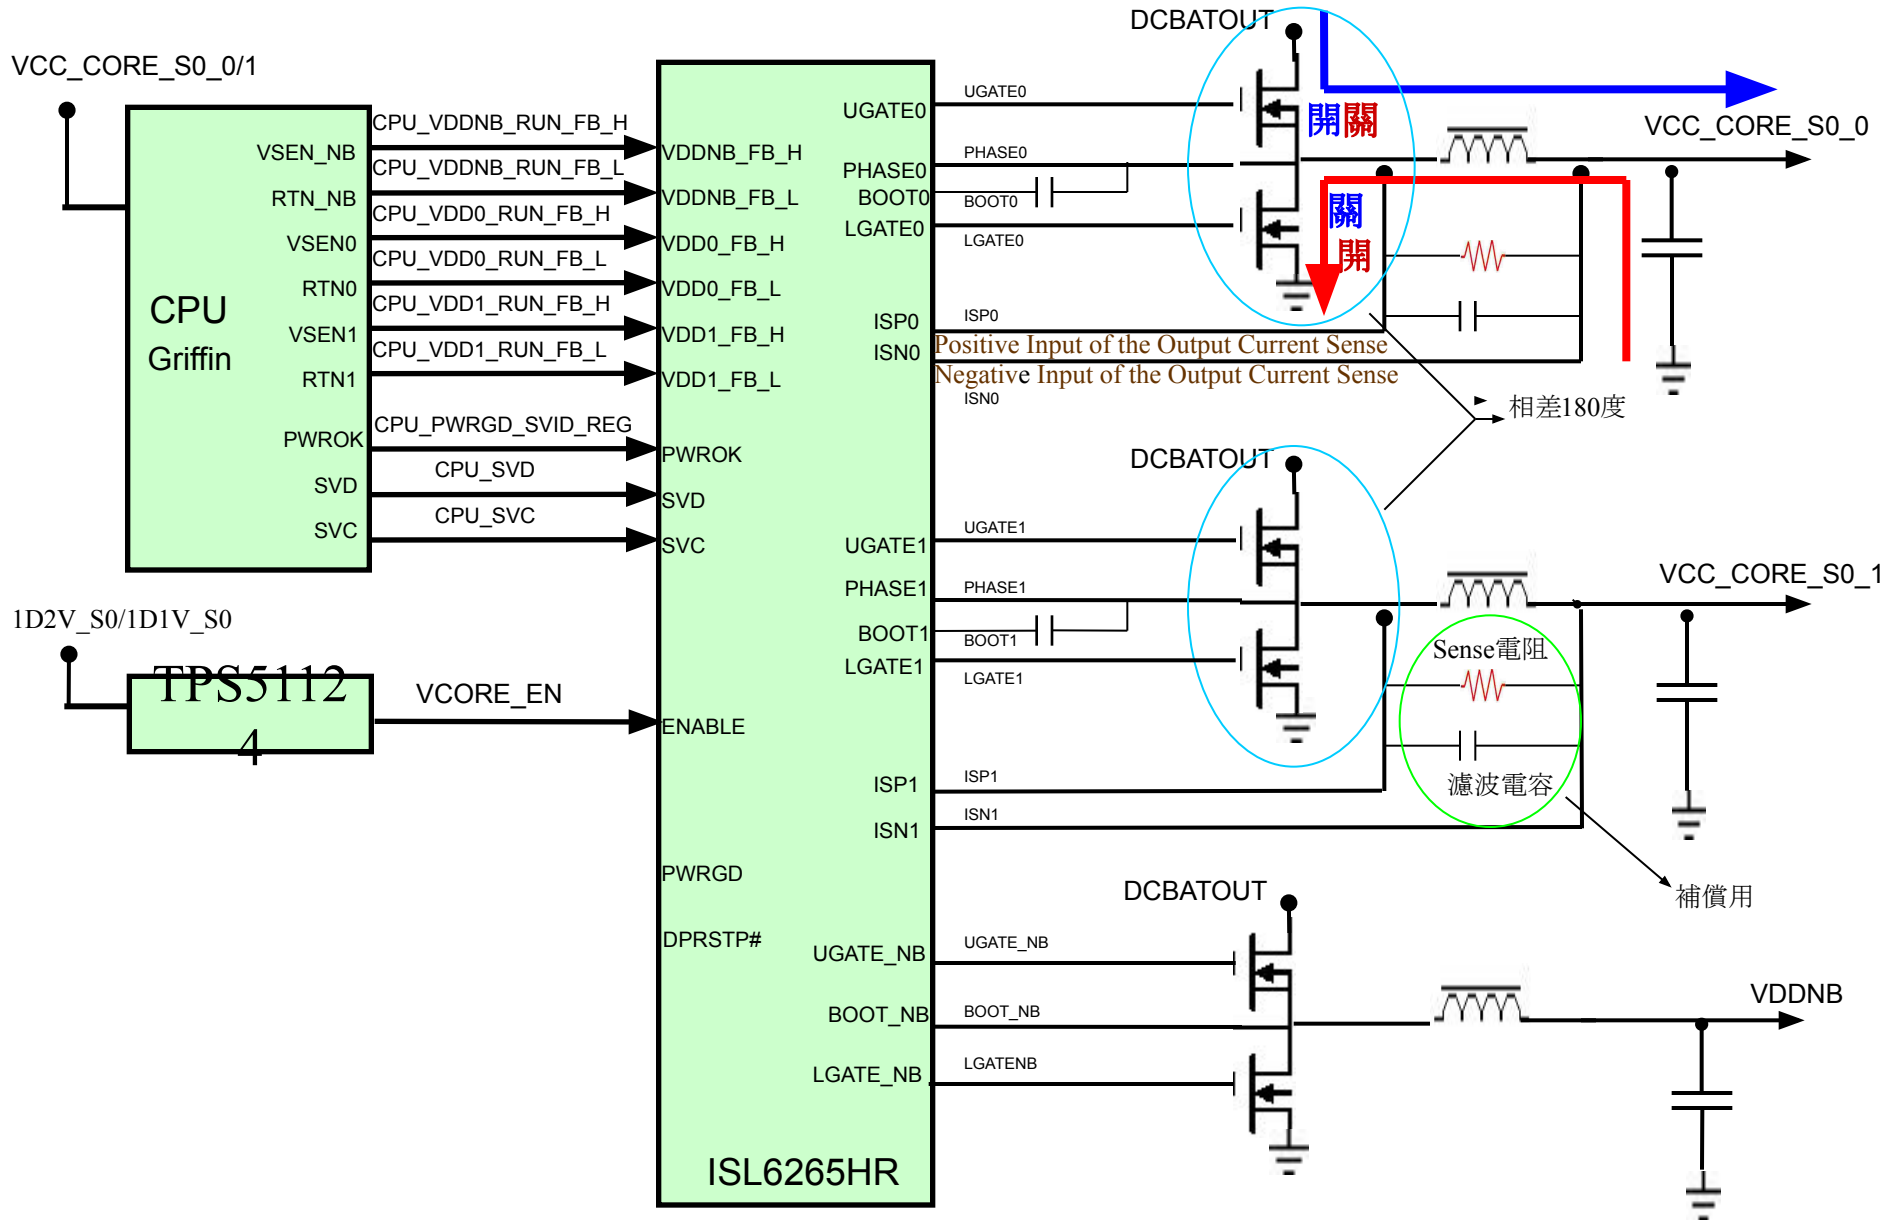 VCC_CORE_S0_0/1
CPU
Griffin
VSEN_NB
RTN_NB
VSEN0
RTN0
VSEN1
RTN1
PWROK
SVD
SVC
CPU_VDDNB_RUN_FB_H
CPU_VDDNB_RUN_FB_L
CPU_VDD0_RUN_FB_H
CPU_VDD0_RUN_FB_L
CPU_VDD1_RUN_FB_H
CPU_VDD1_RUN_FB_L
CPU_PWRGD_SVID_REG
CPU_SVD
CPU_SVC
1D2V_S0/1D1V_S0
TPS5112
4
VCORE_EN
VDDNB_FB_H
VDDNB_FB_L
VDD0_FB_H
VDD0_FB_L
VDD1_FB_H
VDD1_FB_L
PWROK
SVD
SVC
ENABLE
PWRGD
DPRSTP#
UGATE0
PHASE0
BOOT0
LGATE0
ISP0
ISN0
UGATE1
PHASE1
BOOT1
LGATE1
ISP1
ISN1
UGATE_NB
BOOT_NB
LGATE_NB
ISL6265HR
DCBATOUT
UGATE0
PHASE0
BOOT0
LGATE0
開關
關
開
VCC_CORE_S0_0
ISP0
Positive Input of the Output Current Sense
Negative Input of the Output Current Sense
ISN0
相差180度
DCBATOUT
UGATE1
PHASE1
BOOT1
LGATE1
VCC_CORE_S0_1
Sense電阻
濾波電容
ISP1
ISN1
補償用
DCBATOUT
UGATE_NB
BOOT_NB
LGATENB
VDDNB